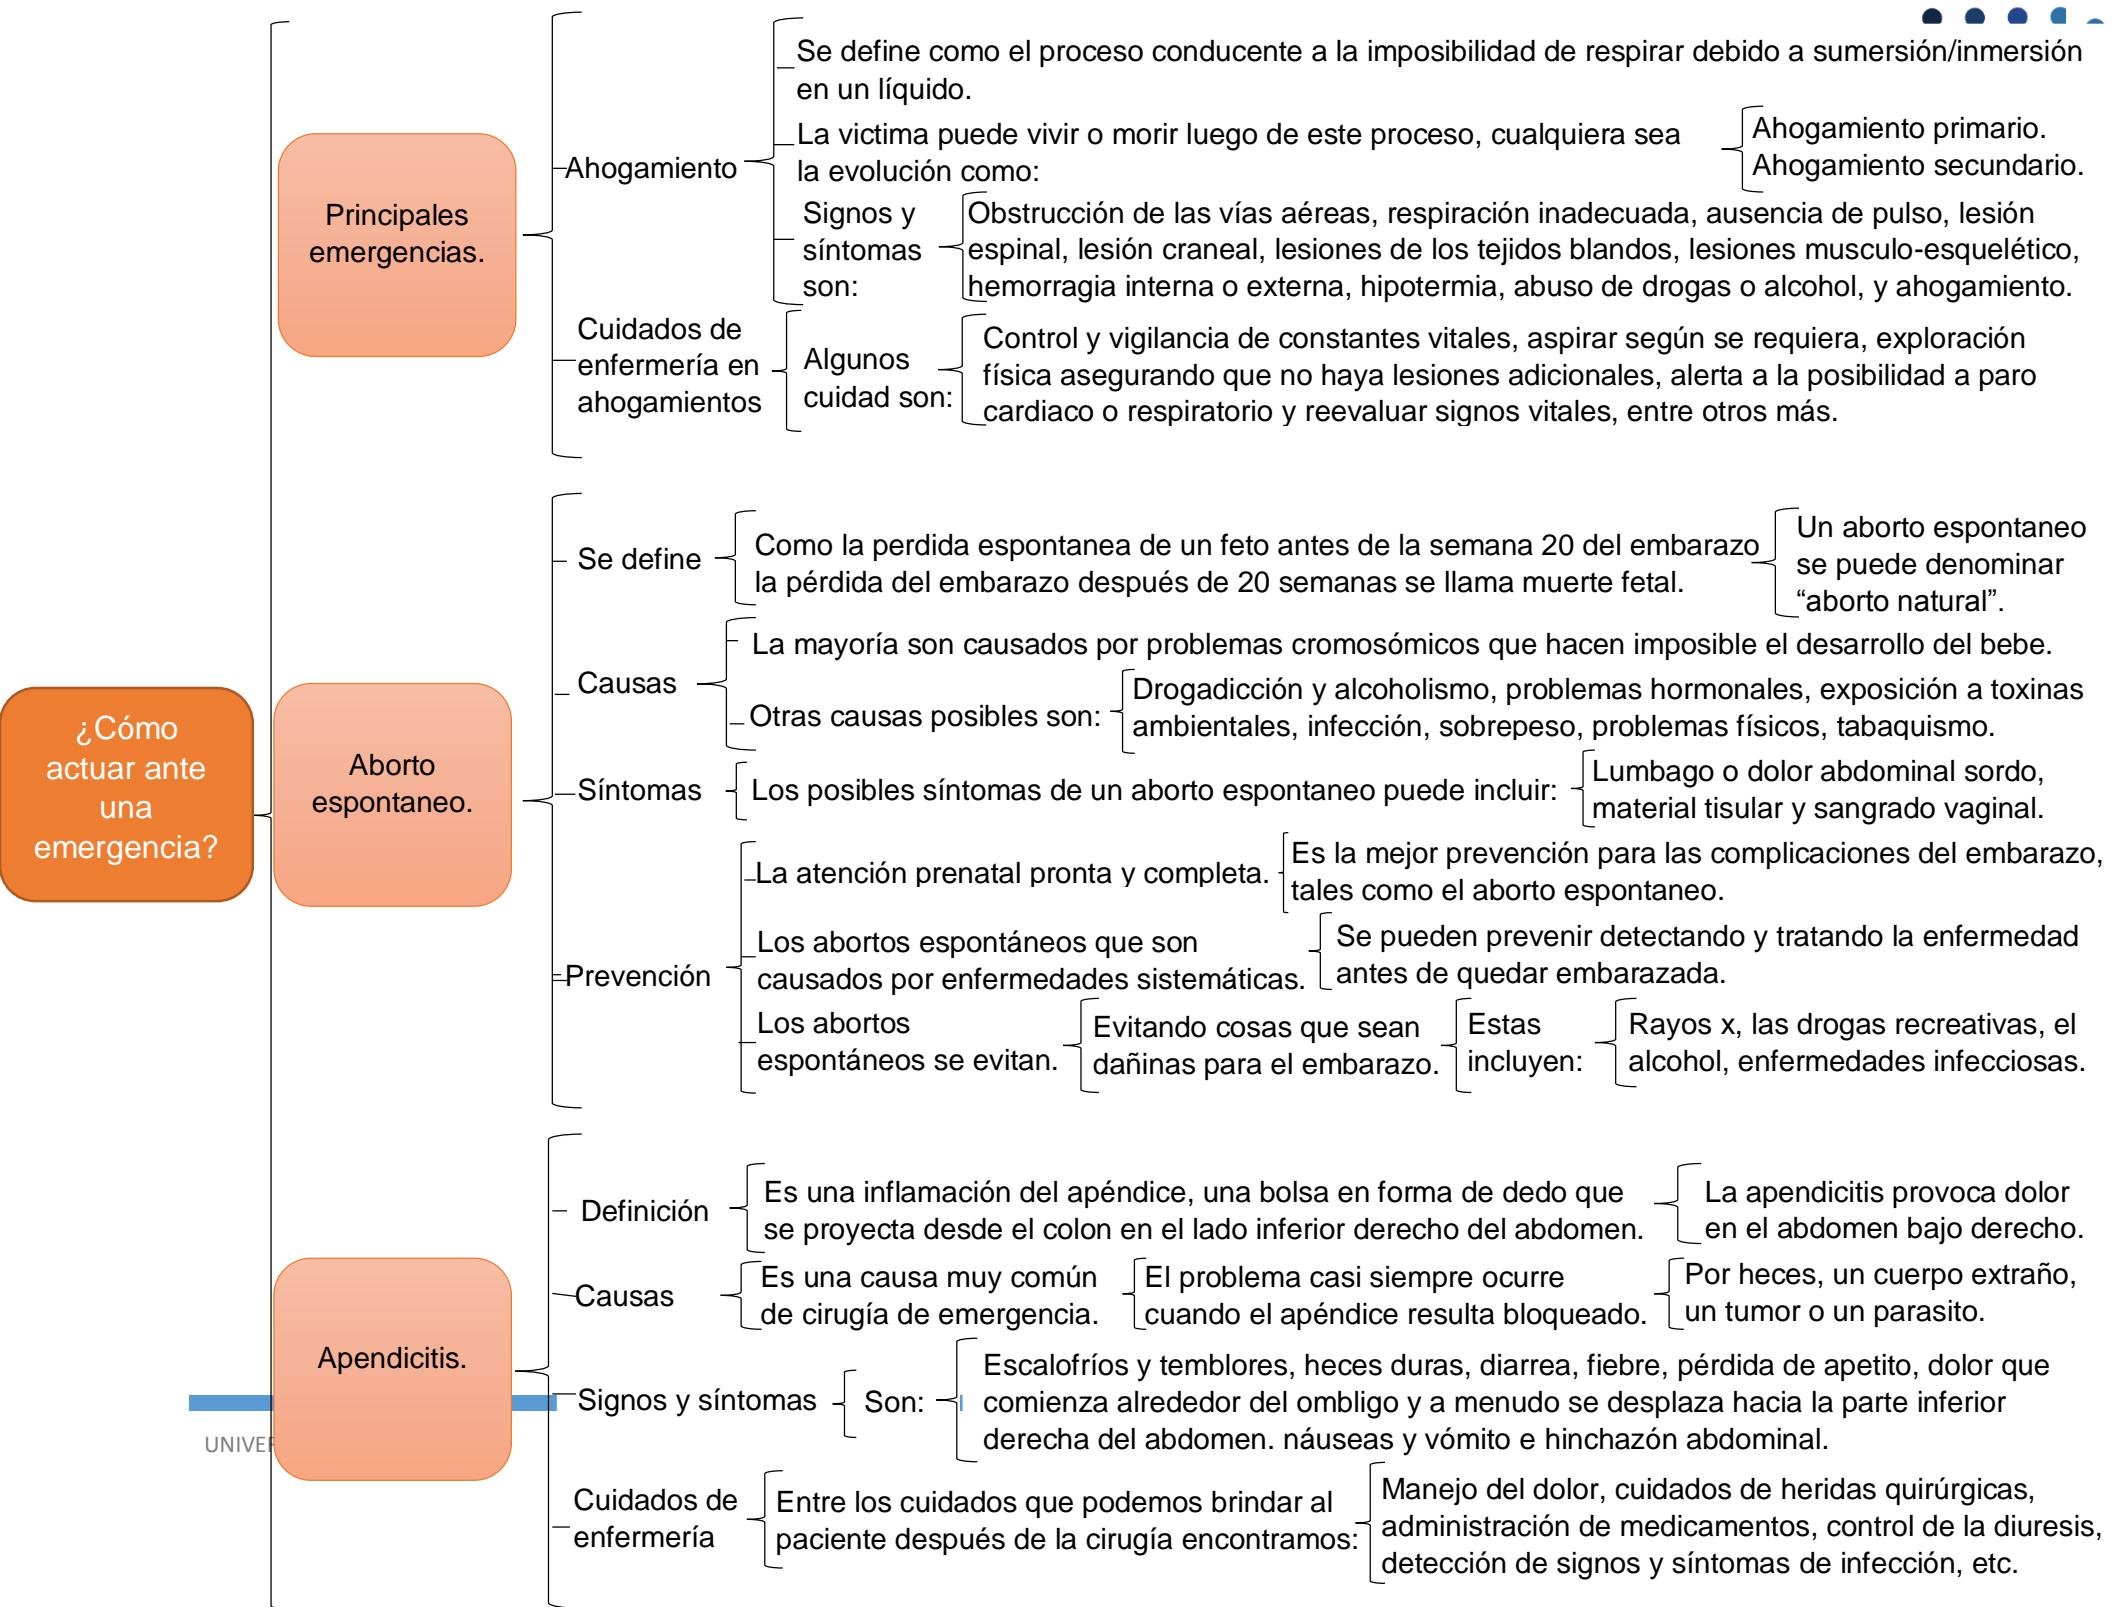 ¿Cómo
actuar ante
una
emergencia?
Principales
emergencias.
Ahogamiento
Se define como el proceso conducente a la imposibilidad de respirar debido a sumersión/inmersión
en un líquido.
La victima puede vivir o morir luego de este proceso, cualquiera sea
la evolución como:
Ahogamiento primario.
Ahogamiento secundario.
Signos y
síntomas
son:
Obstrucción de las vías aéreas, respiración inadecuada, ausencia de pulso, lesión
espinal, lesión craneal, lesiones de los tejidos blandos, lesiones musculo-esquelético,
hemorragia interna o externa, hipotermia, abuso de drogas o alcohol, y ahogamiento.
Cuidados de
enfermería en
ahogamientos
Algunos
cuidad son:
Control y vigilancia de constantes vitales, aspirar según se requiera, exploración
física asegurando que no haya lesiones adicionales, alerta a la posibilidad a paro
cardiaco o respiratorio y reevaluar signos vitales, entre otros más.
Aborto
espontaneo.
Se define
Como la perdida espontanea de un feto antes de la semana 20 del embarazo
la pérdida del embarazo después de 20 semanas se llama muerte fetal.
Un aborto espontaneo
se puede denominar
“aborto natural”.
Causas
La mayoría son causados por problemas cromosómicos que hacen imposible el desarrollo del bebe.
Otras causas posibles son:
Drogadicción y alcoholismo, problemas hormonales, exposición a toxinas
ambientales, infección, sobrepeso, problemas físicos, tabaquismo.
Síntomas
Los posibles síntomas de un aborto espontaneo puede incluir:
Lumbago o dolor abdominal sordo,
material tisular y sangrado vaginal.
Prevención
La atención prenatal pronta y completa.
Es la mejor prevención para las complicaciones del embarazo,
tales como el aborto espontaneo.
Los abortos espontáneos que son
causados por enfermedades sistemáticas.
Se pueden prevenir detectando y tratando la enfermedad
antes de quedar embarazada.
Los abortos
espontáneos se evitan.
Evitando cosas que sean
dañinas para el embarazo.
Estas
incluyen:
Rayos x, las drogas recreativas, el
alcohol, enfermedades infecciosas.
Apendicitis.
Definición
Es una inflamación del apéndice, una bolsa en forma de dedo que
se proyecta desde el colon en el lado inferior derecho del abdomen.
La apendicitis provoca dolor
en el abdomen bajo derecho.
Causas
Es una causa muy común
de cirugía de emergencia.
El problema casi siempre ocurre
cuando el apéndice resulta bloqueado.
Por heces, un cuerpo extraño,
un tumor o un parasito.
Signos y síntomas
Son:
Escalofríos y temblores, heces duras, diarrea, fiebre, pérdida de apetito, dolor que
comienza alrededor del ombligo y a menudo se desplaza hacia la parte inferior
derecha del abdomen. náuseas y vómito e hinchazón abdominal.
Cuidados de
enfermería
Entre los cuidados que podemos brindar al
paciente después de la cirugía encontramos:
Manejo del dolor, cuidados de heridas quirúrgicas,
administración de medicamentos, control de la diuresis,
detección de signos y síntomas de infección, etc.